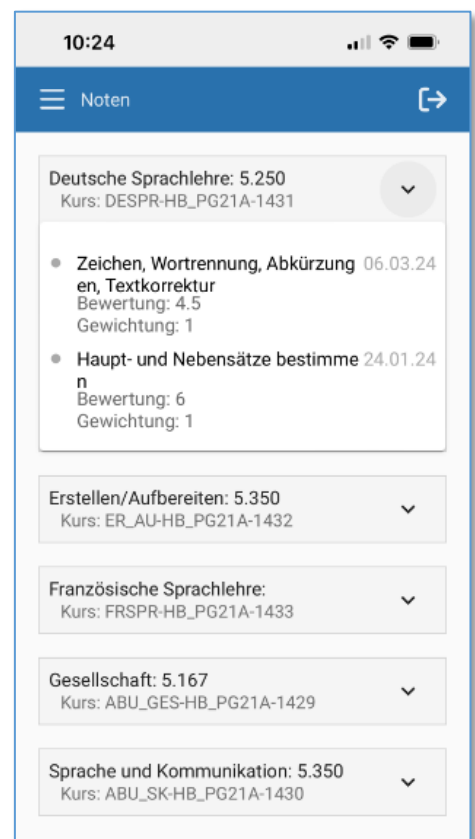 10:24
Noten
Deutsche Sprachlehre: 5.250
Kurs: DESPR-HB_PG21A-1431
Zeichen, Wortrennung, Abkürzung 06.03.24
en, Textkorrektur
Bewertung: 4.5
Gewichtung: 1
Haupt- und Nebensätze bestimme 24.01.24
n
Bewertung: 6
Gewichtung: 1
Erstellen/Aufbereiten: 5.350
Kurs: ER_AU-HB_PG21A-1432
Französische Sprachlehre:
Kurs: FRSPR-HB_PG21A-1433
Gesellschaft: 5.167
Kurs: ABU_GES-HB_PG21A-1429
Sprache und Kommunikation: 5.350
Kurs: ABU_SK-HB_PG21A-1430